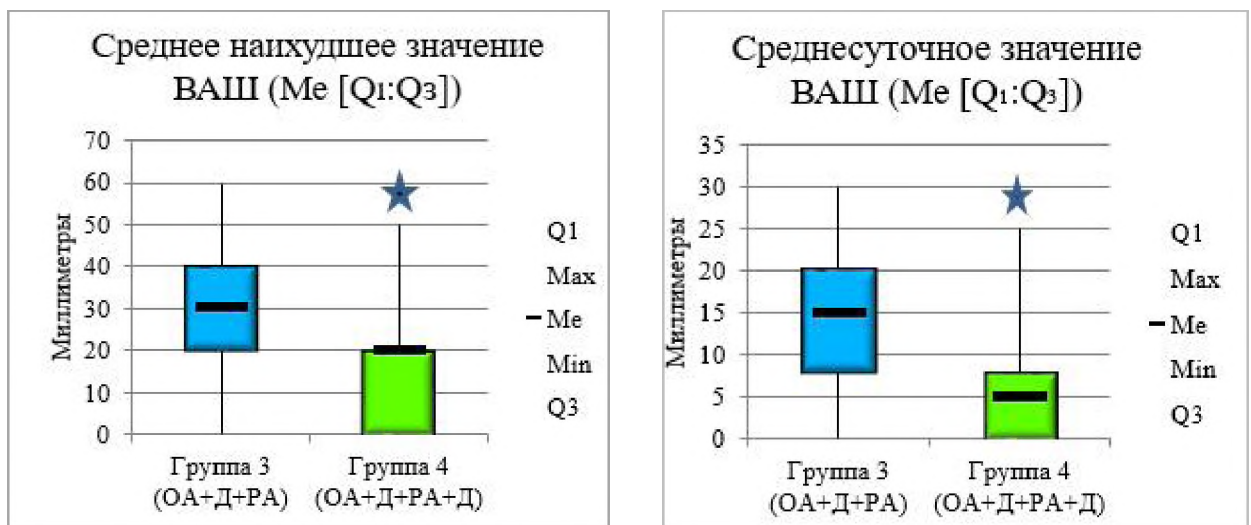 Среднее наихудшее значение
ВАШ (Me [Q1:Q3])
70
60
50
40
30
20
10
0
Миллиметры
Группа 3
(ОА+Д+РА)
Группа 4
(ОА+Д+РА+Д)
Q1
Max
Me
Min
Q3
Среднесуточное значение
ВАШ (Me [Q1:Q3])
35
30
25
20
15
10
5
0
Миллиметры
Группа 3
(ОА+Д+РА)
Группа 4
(ОА+Д+РА+Д)
Q1
Max
Me
Min
Q3